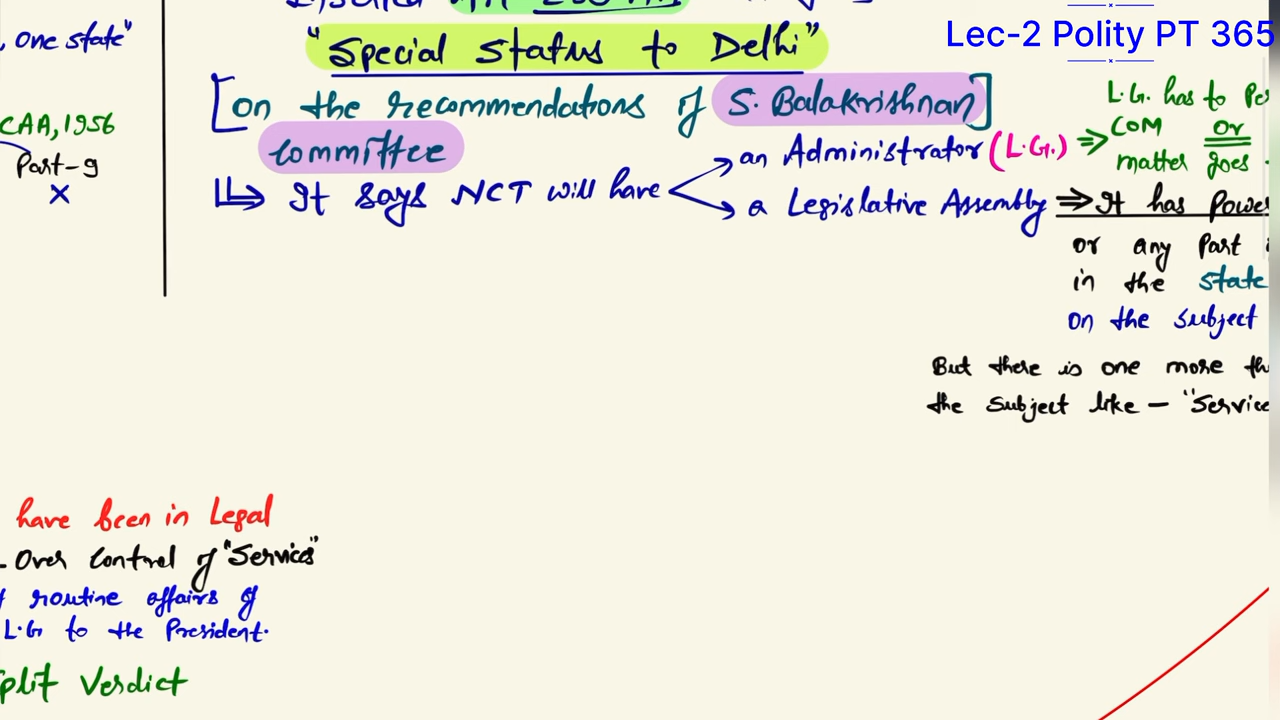 Lec-2 Polity PT 365
, One state"
"Special Status to Delhi"
[on the recommendations of S. Balakrishnan]
Committee
CAA, 1956
Part-9
X
L.G. has to
COM or
matter goes
an Administrator (L.G.) ⇒
↳ It says NCT will have
a Legislative Assembly ⇒ It has
or any Part
in the state
on the subject
But there is one more
the subject like –
have been in Legal
Over control of "Services"
routine affairs of
L.G to the President.
Verdict